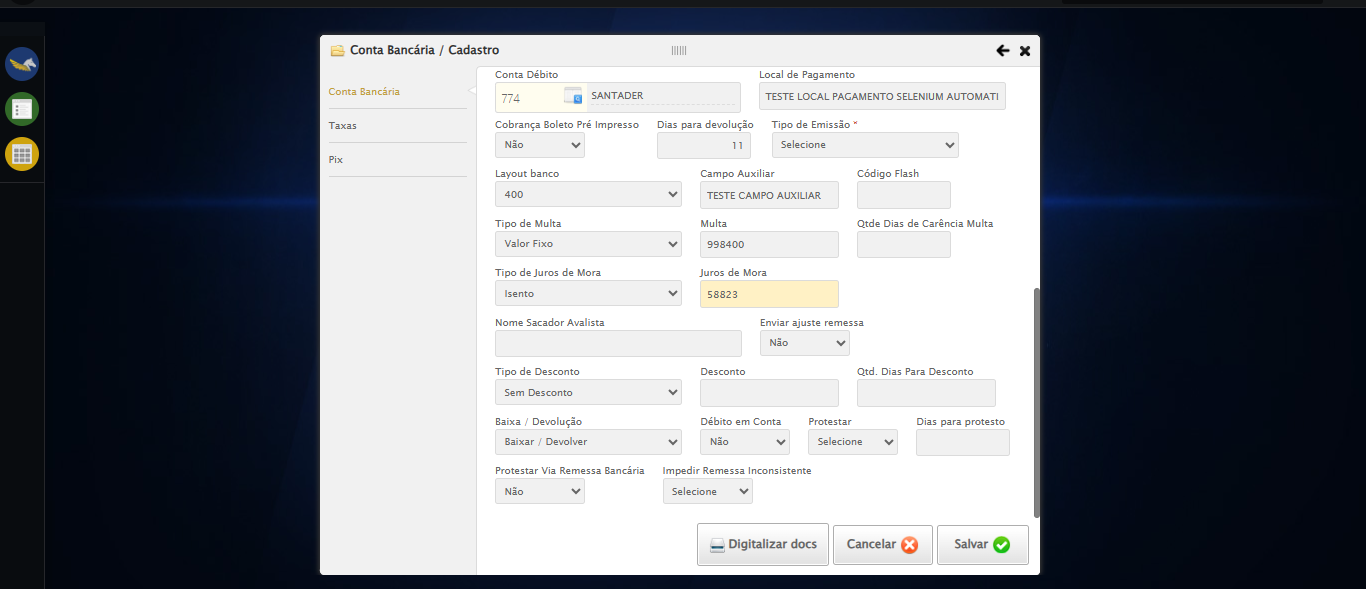 Conta Bancária / Cadastro
Conta Bancária
Taxas
Pix
Conta Débito
Local de Pagamento
774
SANTADER
TESTE LOCAL PAGAMENTO SELENIUM AUTOMATI
Cobrança Boleto Pré Impresso
Dias para devolução
Tipo de Emissão *
Não
11
Selecione
Layout banco
Campo Auxiliar
Código Flash
400
TESTE CAMPO AUXILIAR
Tipo de Multa
Multa
Qtde Dias de Carência Multa
Valor Fixo
998400
Tipo de Juros de Mora
Juros de Mora
Isento
58823
Nome Sacador Avalista
Enviar ajuste remessa
Não
Tipo de Desconto
Desconto
Qtd. Dias Para Desconto
Sem Desconto
Baixa / Devolução
Débito em Conta
Protestar
Dias para protesto
Baixar / Devolver
Não
Selecione
Protestar Via Remessa Bancária
Impedir Remessa Inconsistente
Não
Selecione
Digitalizar docs
Cancelar
Salvar